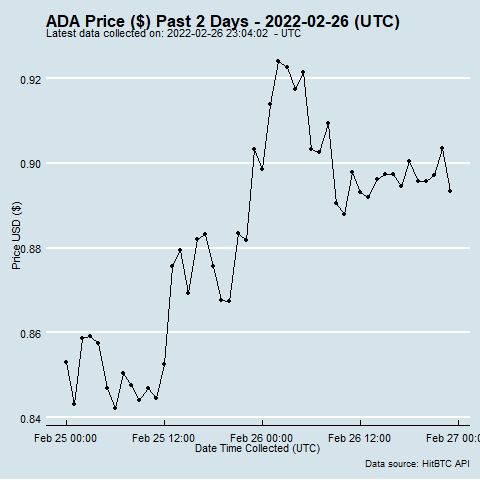 ADA Price ($) Past 2 Days - 2022-02-26 (UTC)
Latest data collected on: 2022-02-26 23:04:02 - UTC
0.92
0.90
0.88
0.86
0.84
Price USD ($)
Feb 25 00:00 Feb 25 12:00 Feb 26 00:00 Feb 26 12:00 Feb 27 00:0
Date Time Collected (UTC)
Data source: HitBTC API